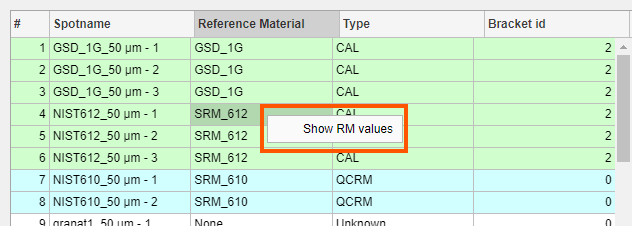 # Spotname Reference Material Type Bracket id
1 GSD_1G_50 µm - 1 GSD_1G CAL 2
2 GSD_1G_50 µm - 2 GSD_1G CAL 2
3 GSD_1G_50 µm - 3 GSD_1G CAL 2
4 NIST612_50 µm - 1 SRM_612 CAL 2
Show RM values
5 NIST612_50 µm - 2 SRM_612 2
6 NIST612_50 µm - 3 SRM_612 CAL 2
7 NIST610_50 µm - 1 SRM_610 QCRM 0
8 NIST610_50 µm - 2 SRM_610 QCRM 0
9 granat1_50 µm - 1 None Unknown 0